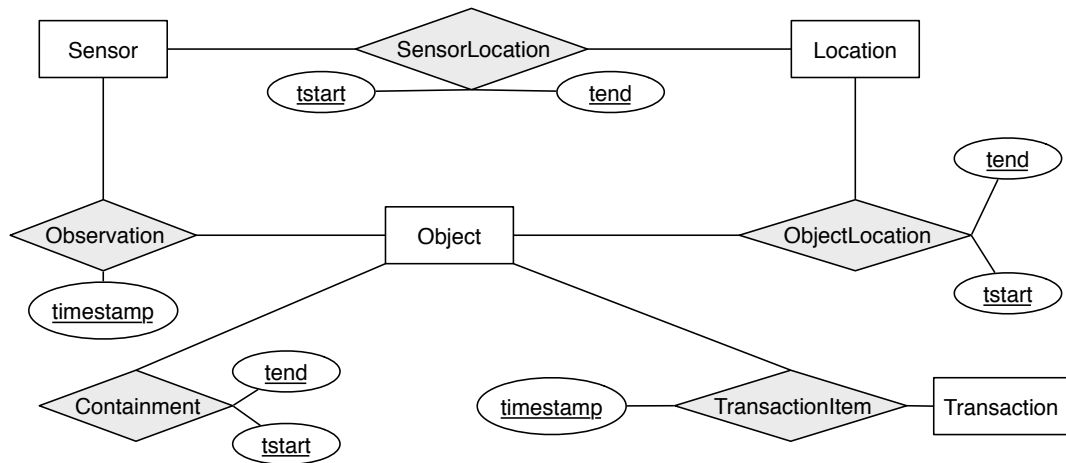 Sensor
SensorLocation
Location
tstart
tend
tend
Observation
Object
ObjectLocation
timestamp
tstart
tend
Containment
timestamp
TransactionItem
Transaction
tstart